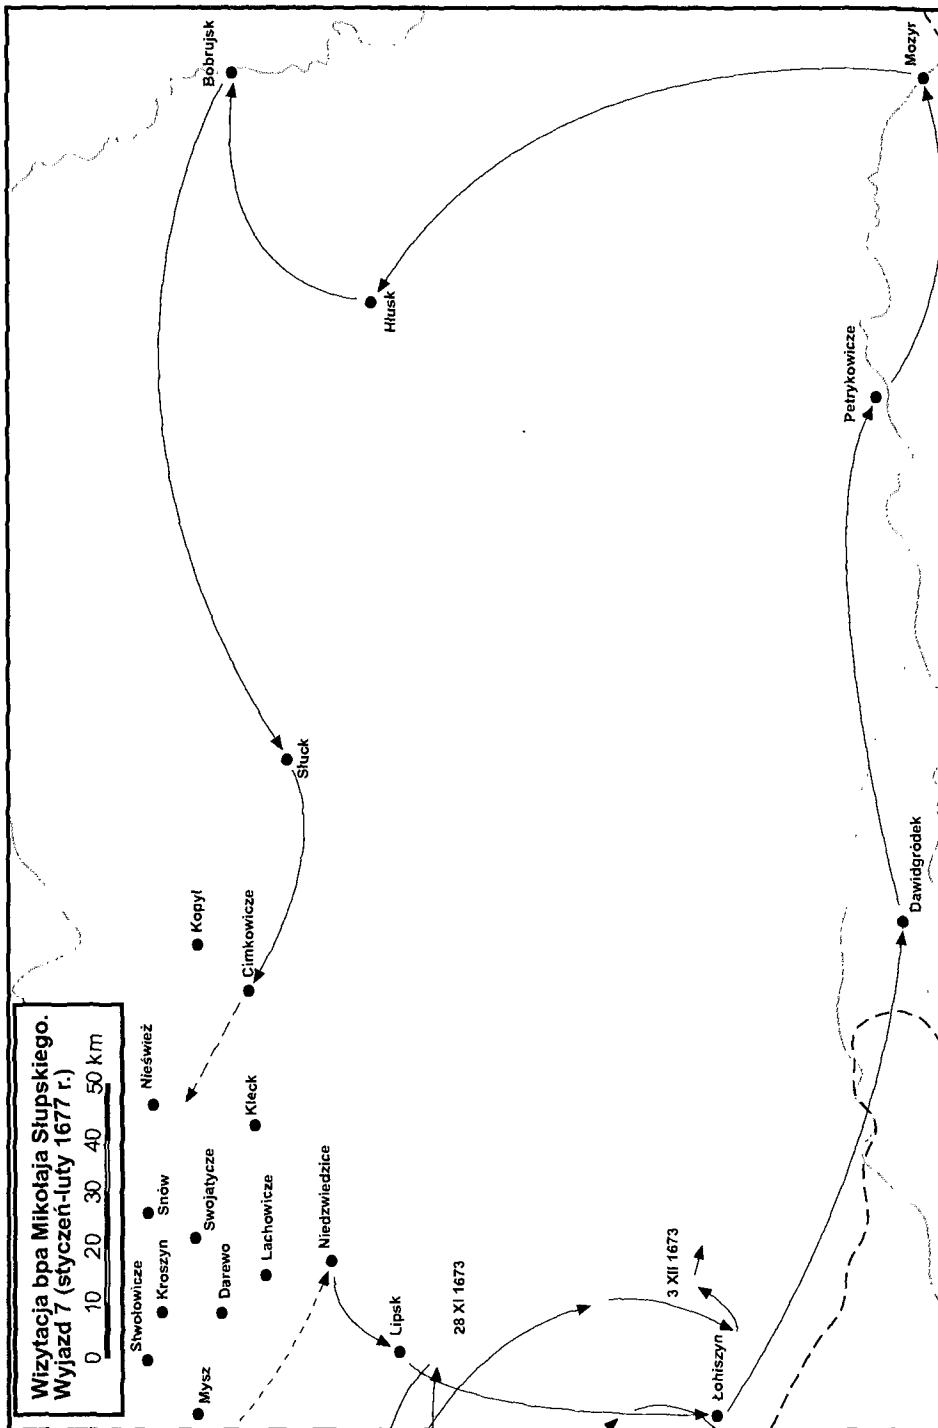 Wizytacja bpa Mikołaja Słupskiego.
Wyjazd 7 (styczeń-luty 1677 r.)
0 10 20 30 40 50 km
Stwołowicze
Kroszyn
Snów
Nieśwież
Mysz
Darewo
Swojatycze
Kopyl
Lachowicze
Kleck
Cimkowicze
Niedzwiedzice
Lipsk
Słuck
Bobrujsk
Hłusk
Mozyr
Petrykowicze
Dawidgródek
Łohiszyn
28 XI 1673
3 XII 1673